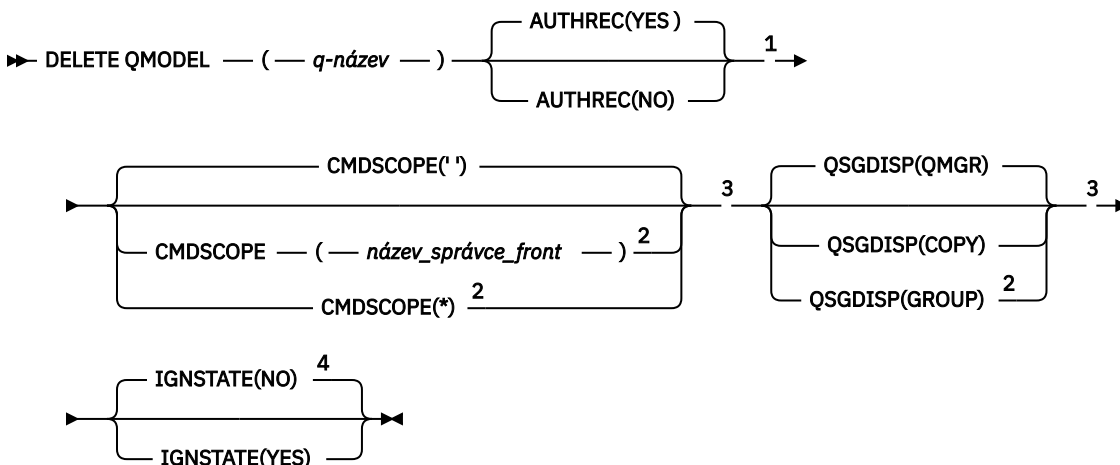 AUTHREC(YES )
DELETE QMODEL ( q-název ) 1
AUTHREC(NO)
CMDSCOPE(' ') QSGDISP(QMGR)
3 3
CMDSCOPE ( název_správce_front ) 2 QSGDISP(COPY)
CMDSCOPE(*) 2 QSGDISP(GROUP) 2
IGNSTATE(NO) 4
IGNSTATE(YES)